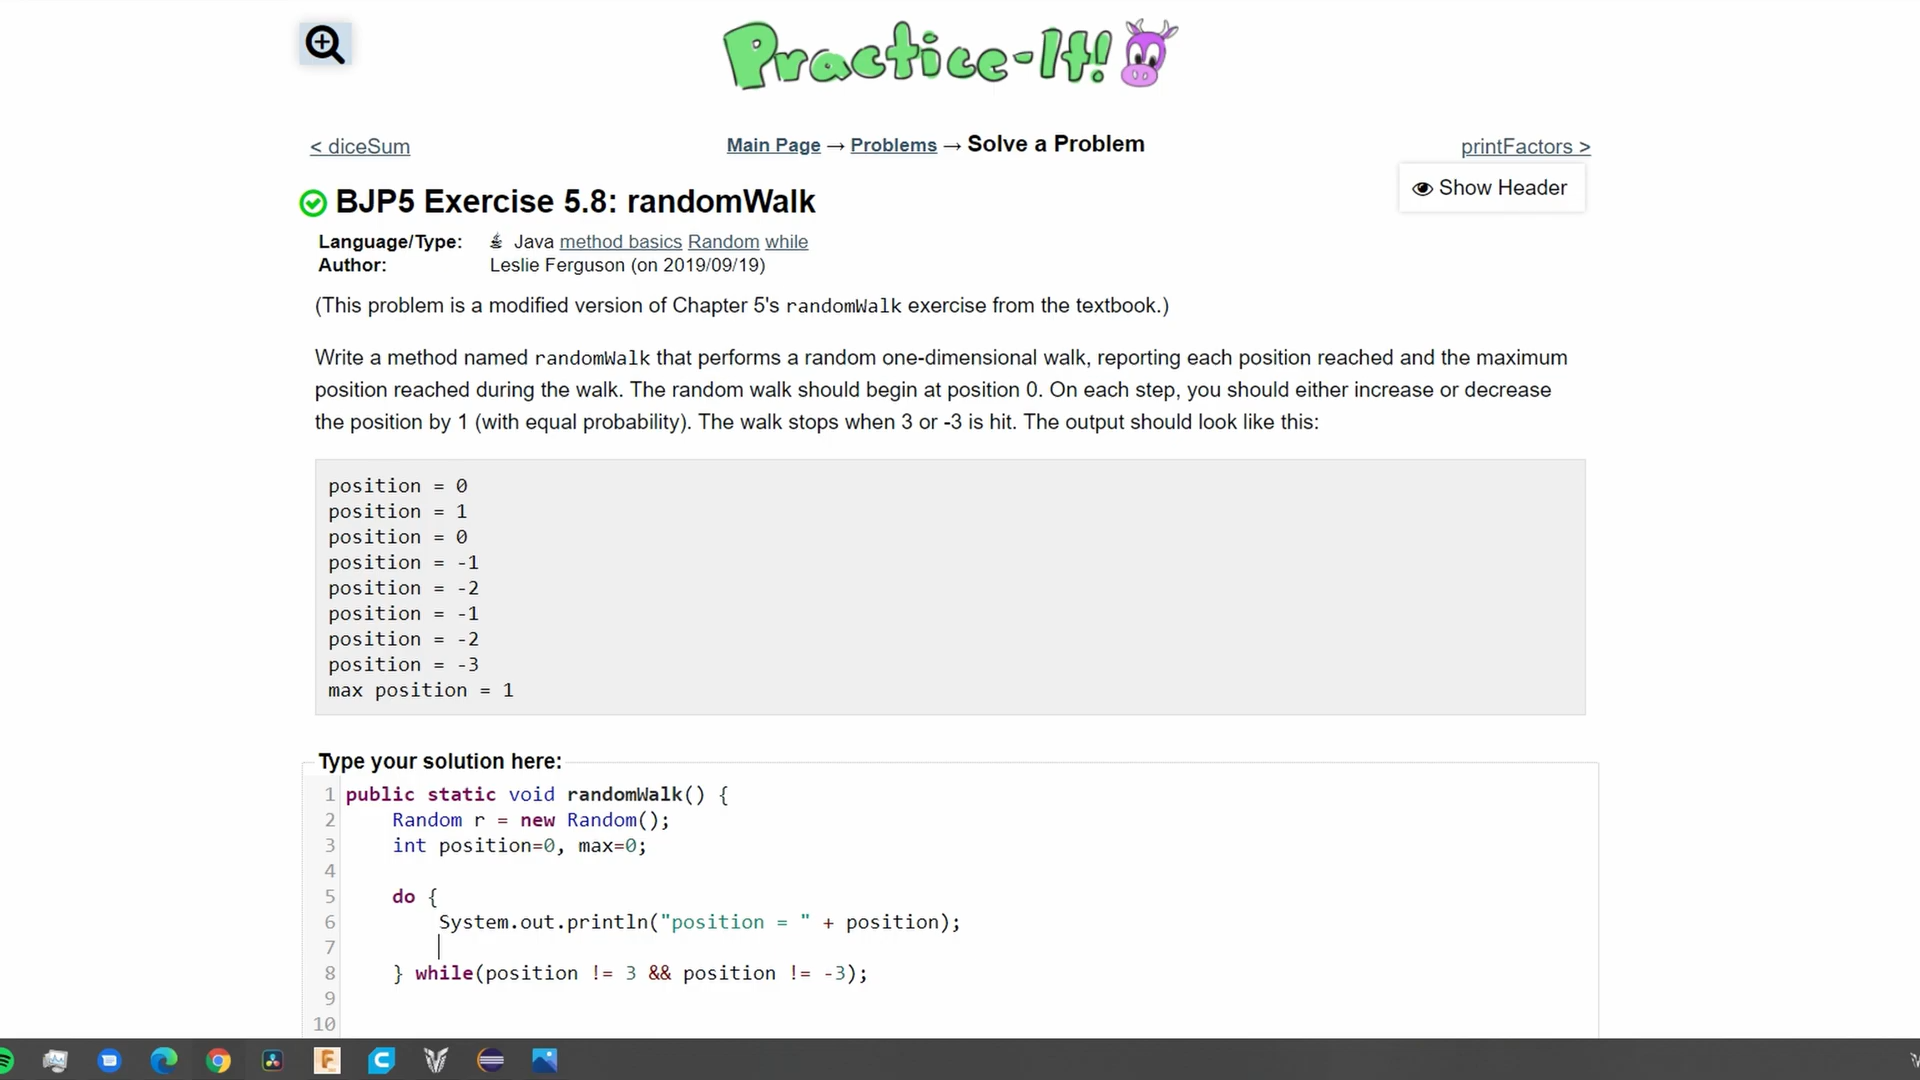 Practice-It!
< diceSum
Main Page → Problems → Solve a Problem
printFactors >
Show Header
BJP5 Exercise 5.8: randomWalk
Language/Type: Java method basics Random while
Author: Leslie Ferguson (on 2019/09/19)
(This problem is a modified version of Chapter 5's randomWalk exercise from the textbook.)
Write a method named randomWalk that performs a random one-dimensional walk, reporting each position reached and the maximum
position reached during the walk. The random walk should begin at position 0. On each step, you should either increase or decrease
the position by 1 (with equal probability). The walk stops when 3 or -3 is hit. The output should look like this:
position = 0
position = 1
position = 0
position = -1
position = -2
position = -1
position = -2
position = -3
max position = 1
Type your solution here:
1 public static void randomWalk() {
2     Random r = new Random();
3     int position=0, max=0;
4
5     do {
6         System.out.println("position = " + position);
7
8     } while(position != 3 && position != -3);
9
10